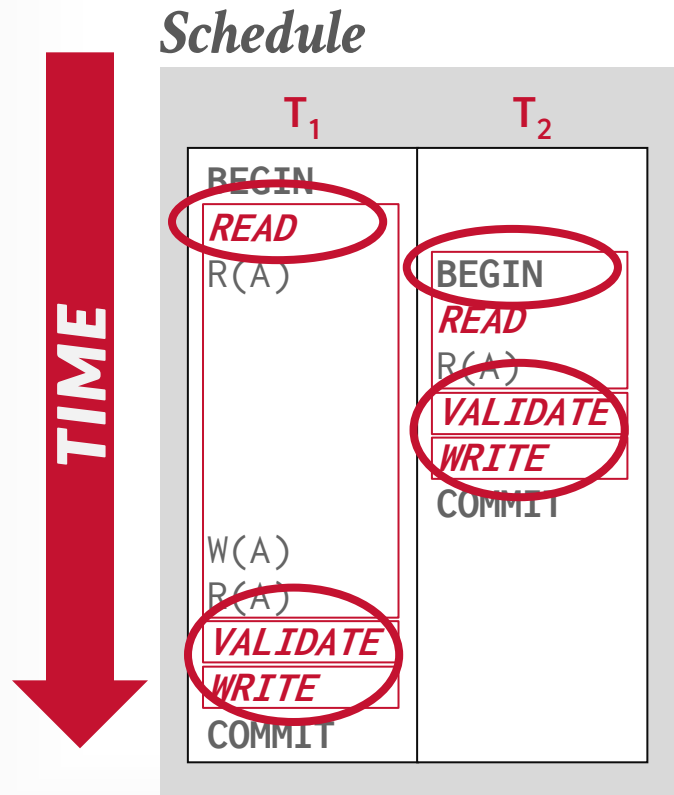 Schedule
TIME
T1 T2
BEGIN
READ
R(A) BEGIN
READ
R(A)
VALIDATE
WRITE
COMMIT
W(A)
R(A)
VALIDATE
WRITE
COMMIT